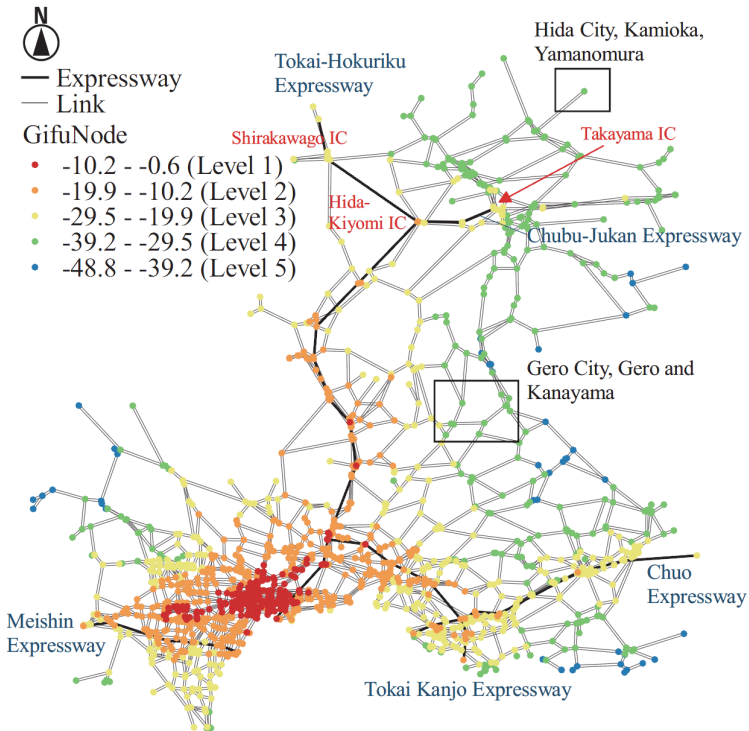 N
Expressway
Link
GifuNode
-10.2 - -0.6 (Level 1)
-19.9 - -10.2 (Level 2)
-29.5 - -19.9 (Level 3)
-39.2 - -29.5 (Level 4)
-48.8 - -39.2 (Level 5)
Tokai-Hokuriku
Expressway
Hida City, Kamioka,
Yamanomura
Shirakawago IC
Takayama IC
Hida-
Kiyomi IC
Chubu-Jukan Expressway
Gero City, Gero and
Kanayama
Chuo
Expressway
Meishin
Expressway
Tokai Kanjo Expressway